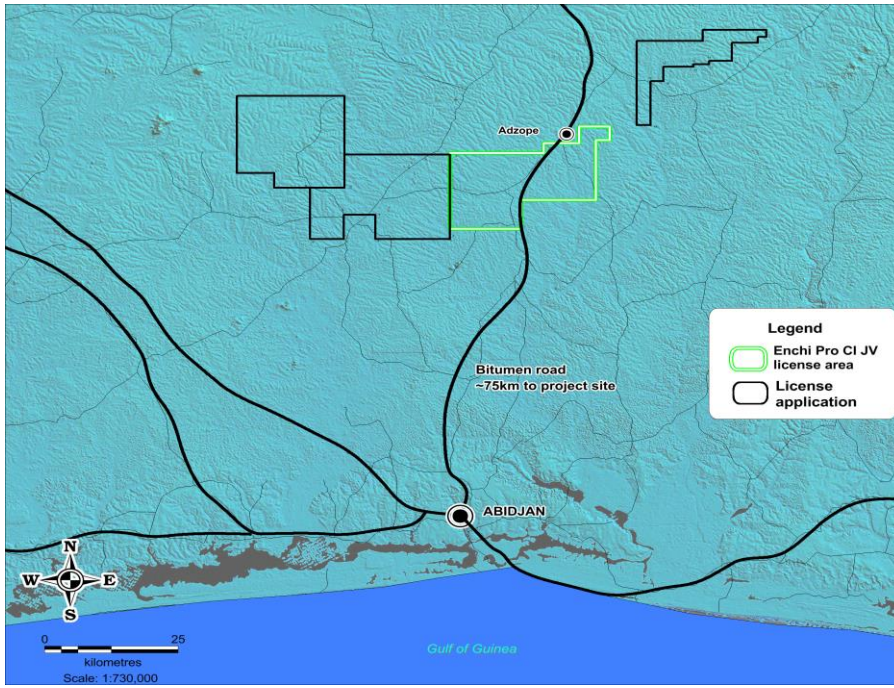 Adzope
Legend
Enchi Pro CI JV
license area
License
application
Bitumen road
~75km to project site
ABIDJAN
N
W E
S
0 25
kilometres
Scale: 1:730,000
Gulf of Guinea